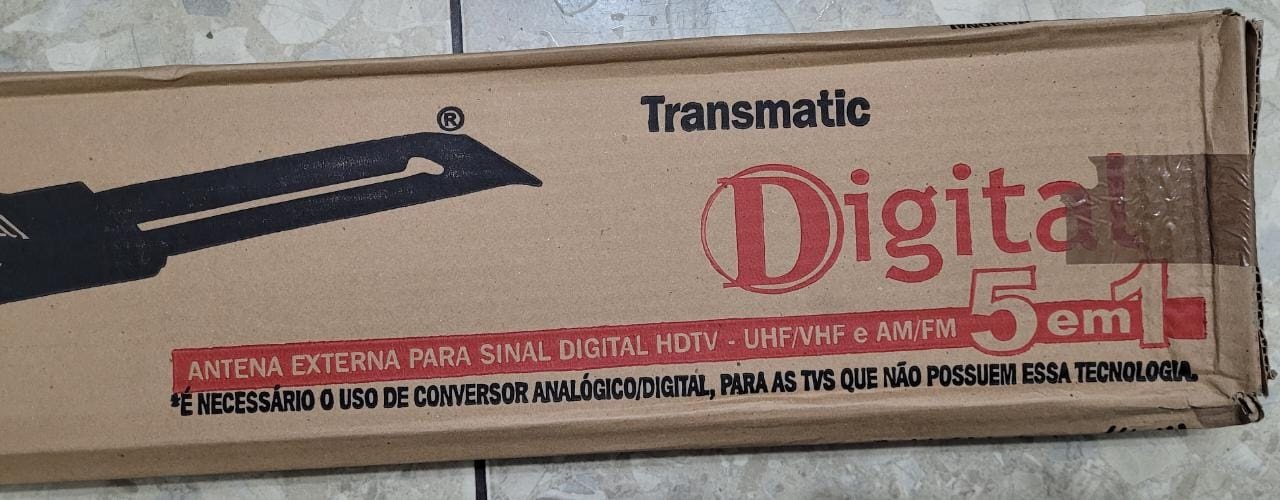 ®
Transmatic
Digital
5 em 1
ANTENA EXTERNA PARA SINAL DIGITAL HDTV - UHF/VHF e AM/FM
*É NECESSÁRIO O USO DE CONVERSOR ANALÓGICO/DIGITAL, PARA AS TVS QUE NÃO POSSUEM ESSA TECNOLOGIA.